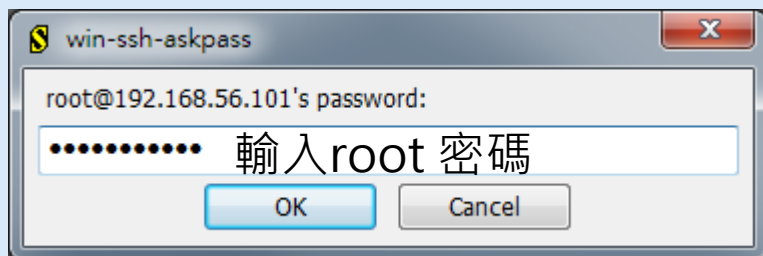 win-ssh-askpass
root@192.168.56.101's password:
••••••••••• 輸入root 密碼
OK Cancel